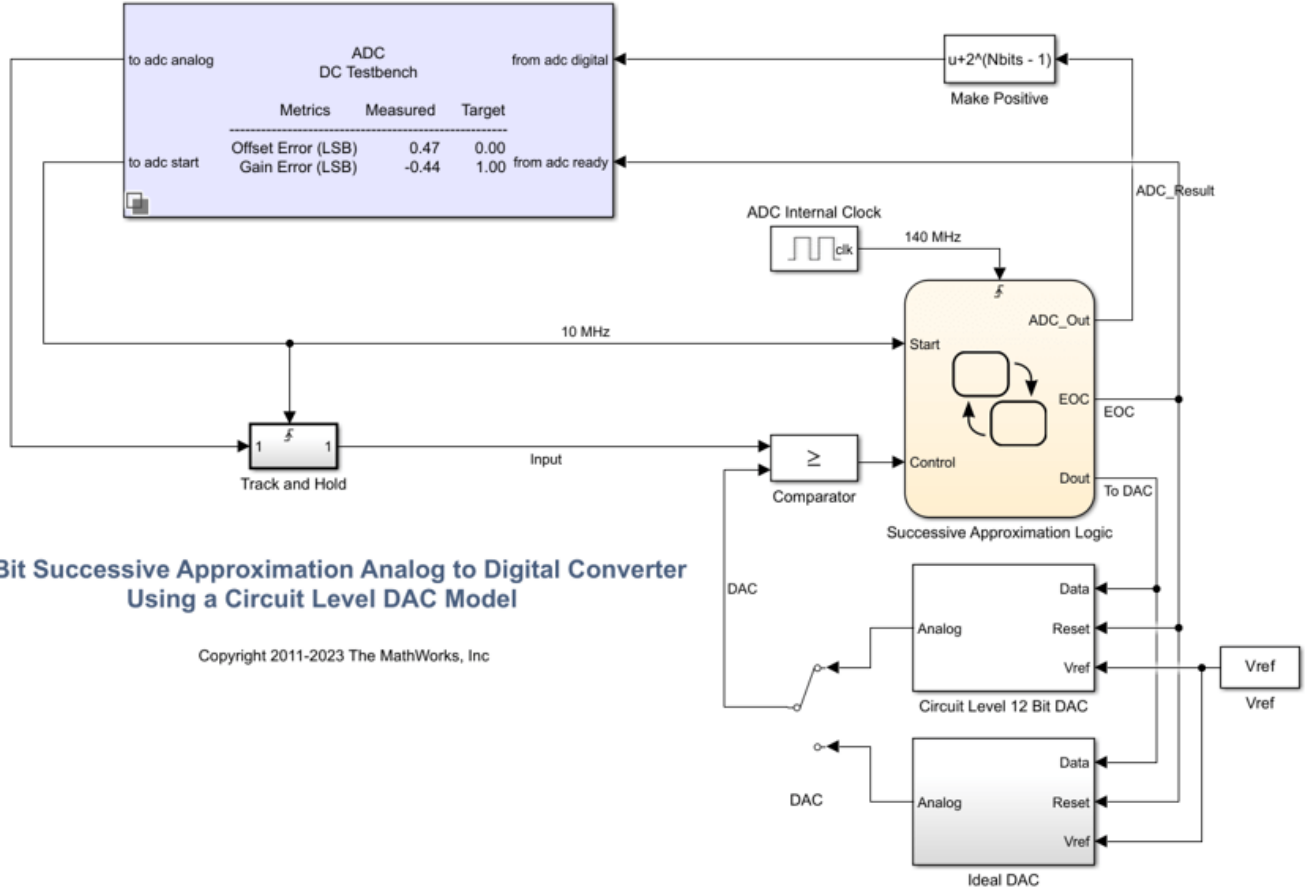 ADC
DC Testbench
to adc analog
from adc digital
Metrics Measured Target
Offset Error (LSB) 0.47 0.00
Gain Error (LSB) -0.44 1.00
to adc start
from adc ready
u+2^(Nbits - 1)
Make Positive
ADC_Result
ADC Internal Clock
clk
140 MHz
10 MHz
Start
ADC_Out
EOC
EOC
Control
Dout
To DAC
Successive Approximation Logic
1 1
Track and Hold
Input
≥
Comparator
Bit Successive Approximation Analog to Digital Converter
Using a Circuit Level DAC Model
Copyright 2011-2023 The MathWorks, Inc
DAC
Data
Analog Reset
Vref
Circuit Level 12 Bit DAC
Vref
Vref
DAC
Data
Analog Reset
Vref
Ideal DAC